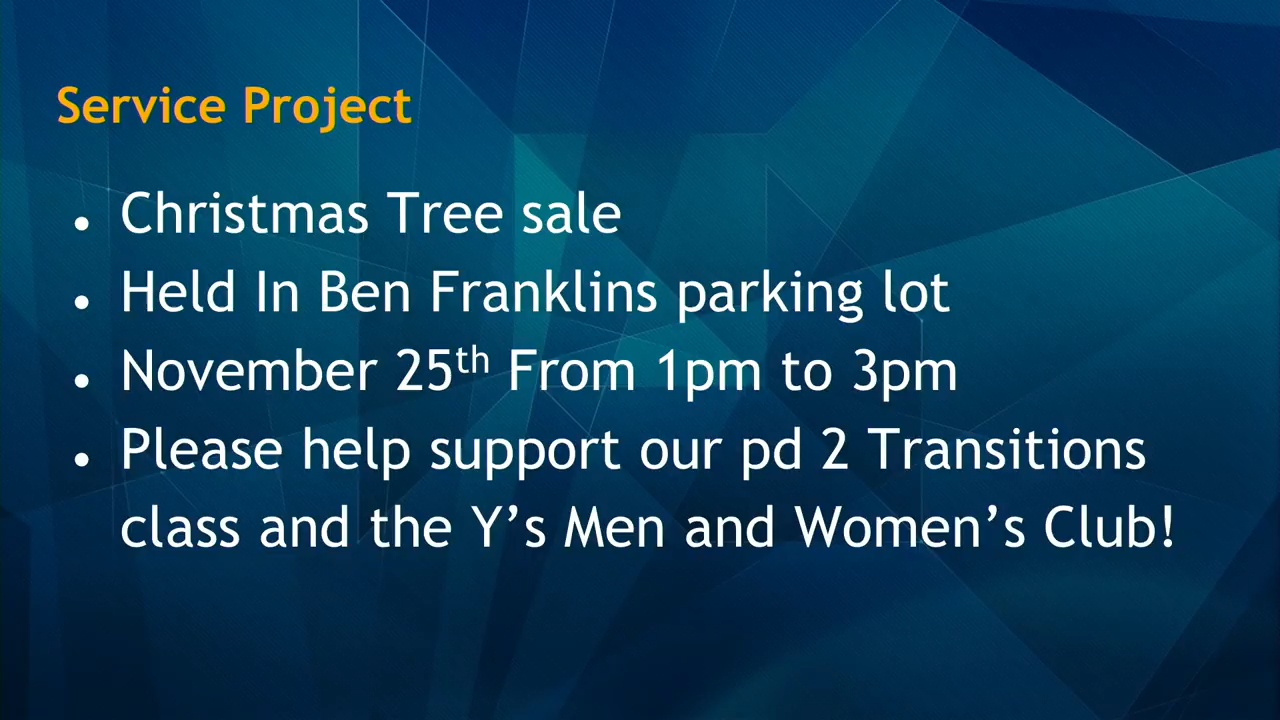 Service Project
• Christmas Tree sale
• Held In Ben Franklins parking lot
• November 25th From 1pm to 3pm
• Please help support our pd 2 Transitions
class and the Y’s Men and Women’s Club!